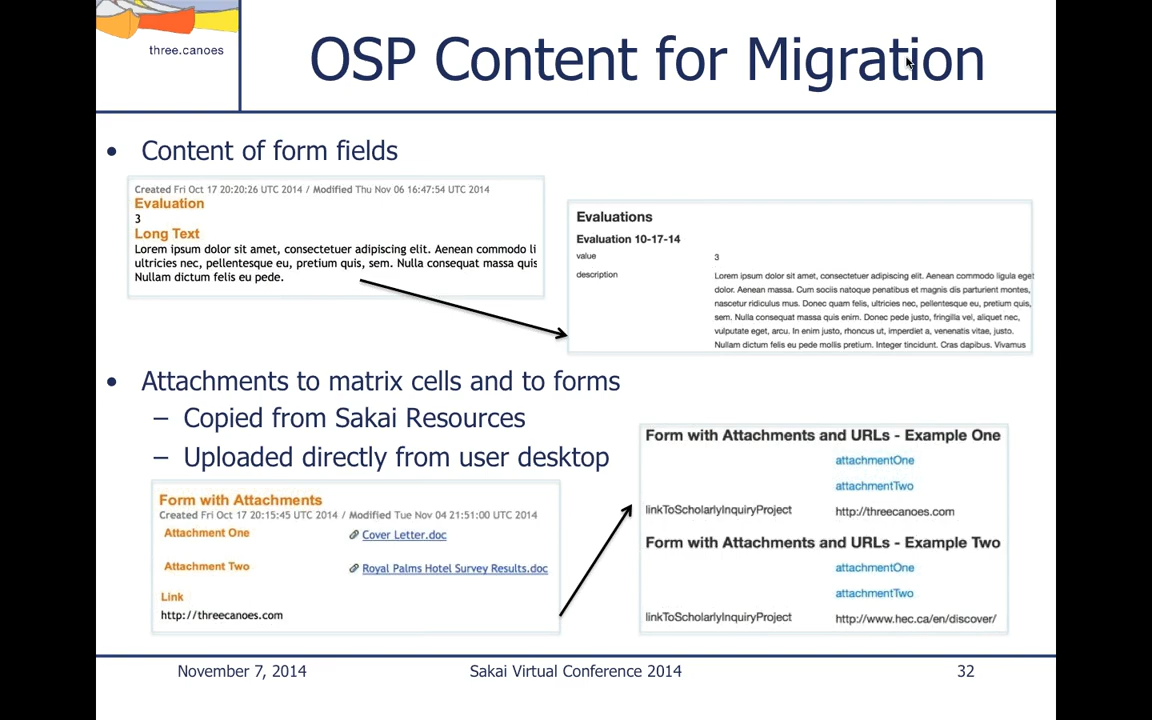 three.canoes
OSP Content for Migration
• Content of form fields
Created Fri Oct 17 20:20:26 UTC 2014 / Modified Thu Nov 06 16:47:54 UTC 2014
Evaluation
3
Long Text
Lorem ipsum dolor sit amet, consectetuer adipiscing elit. Aenean commodo li
ultricies nec, pellentesque eu, pretium quis, sem. Nulla consequat massa quis
Nullam dictum felis eu pede.
Evaluations
Evaluation 10-17-14
value 3
description Lorem ipsum dolor sit amet, consectetuer adipiscing elit. Aenean commodo ligula eget
dolor. Aenean massa. Cum sociis natoque penatibus et magnis dis parturient montes,
nascetur ridiculus mus. Donec quam felis, ultricies nec, pellentesque eu, pretium quis,
sem. Nulla consequat massa quis enim. Donec pede justo, fringilla vel, aliquet nec,
vulputate eget, arcu. In enim justo, rhoncus ut, imperdiet a, venenatis vitae, justo.
Nullam dictum felis eu pede mollis pretium. Integer tincidunt. Cras dapibus. Vivamus
• Attachments to matrix cells and to forms
– Copied from Sakai Resources
– Uploaded directly from user desktop
Form with Attachments
Created Fri Oct 17 20:15:45 UTC 2014 / Modified Tue Nov 04 21:51:00 UTC 2014
Attachment One Cover Letter.doc
Attachment Two Royal Palms Hotel Survey Results.doc
Link
http://threecanoes.com
Form with Attachments and URLs - Example One
attachmentOne
attachmentTwo
linkToScholarlyInquiryProject http://threecanoes.com
Form with Attachments and URLs - Example Two
attachmentOne
attachmentTwo
linkToScholarlyInquiryProject http://www.hec.ca/en/discover/
November 7, 2014 Sakai Virtual Conference 2014 32